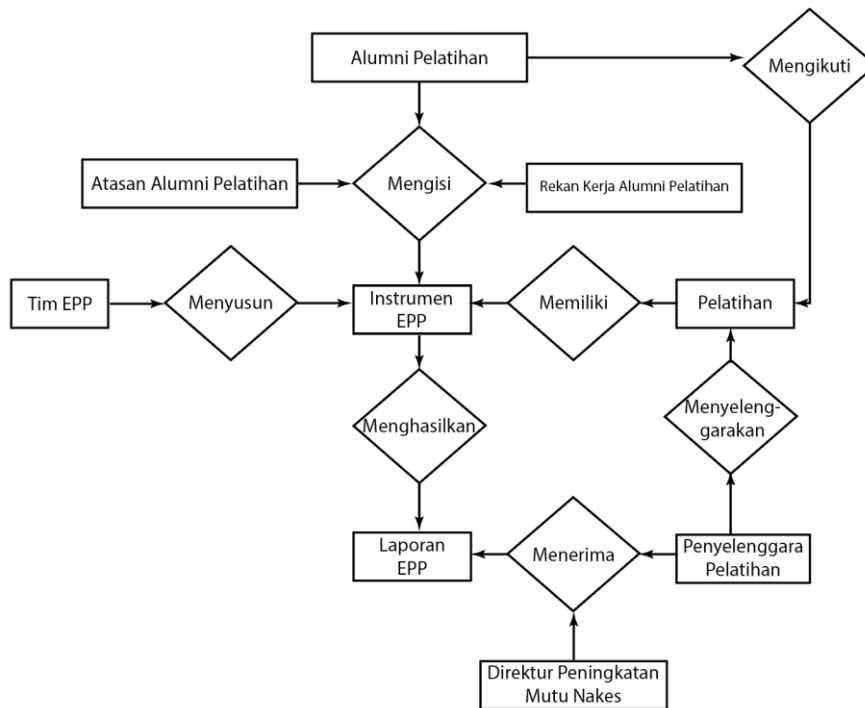 Alumni Pelatihan
Mengikuti
Atasan Alumni Pelatihan
Mengisi
Rekan Kerja Alumni Pelatihan
Tim EPP
Menyusun
Instrumen
EPP
Memiliki
Pelatihan
Menghasilkan
Menyeleng-
garakan
Laporan
EPP
Menerima
Penyelenggara
Pelatihan
Direktur Peningkatan
Mutu Nakes